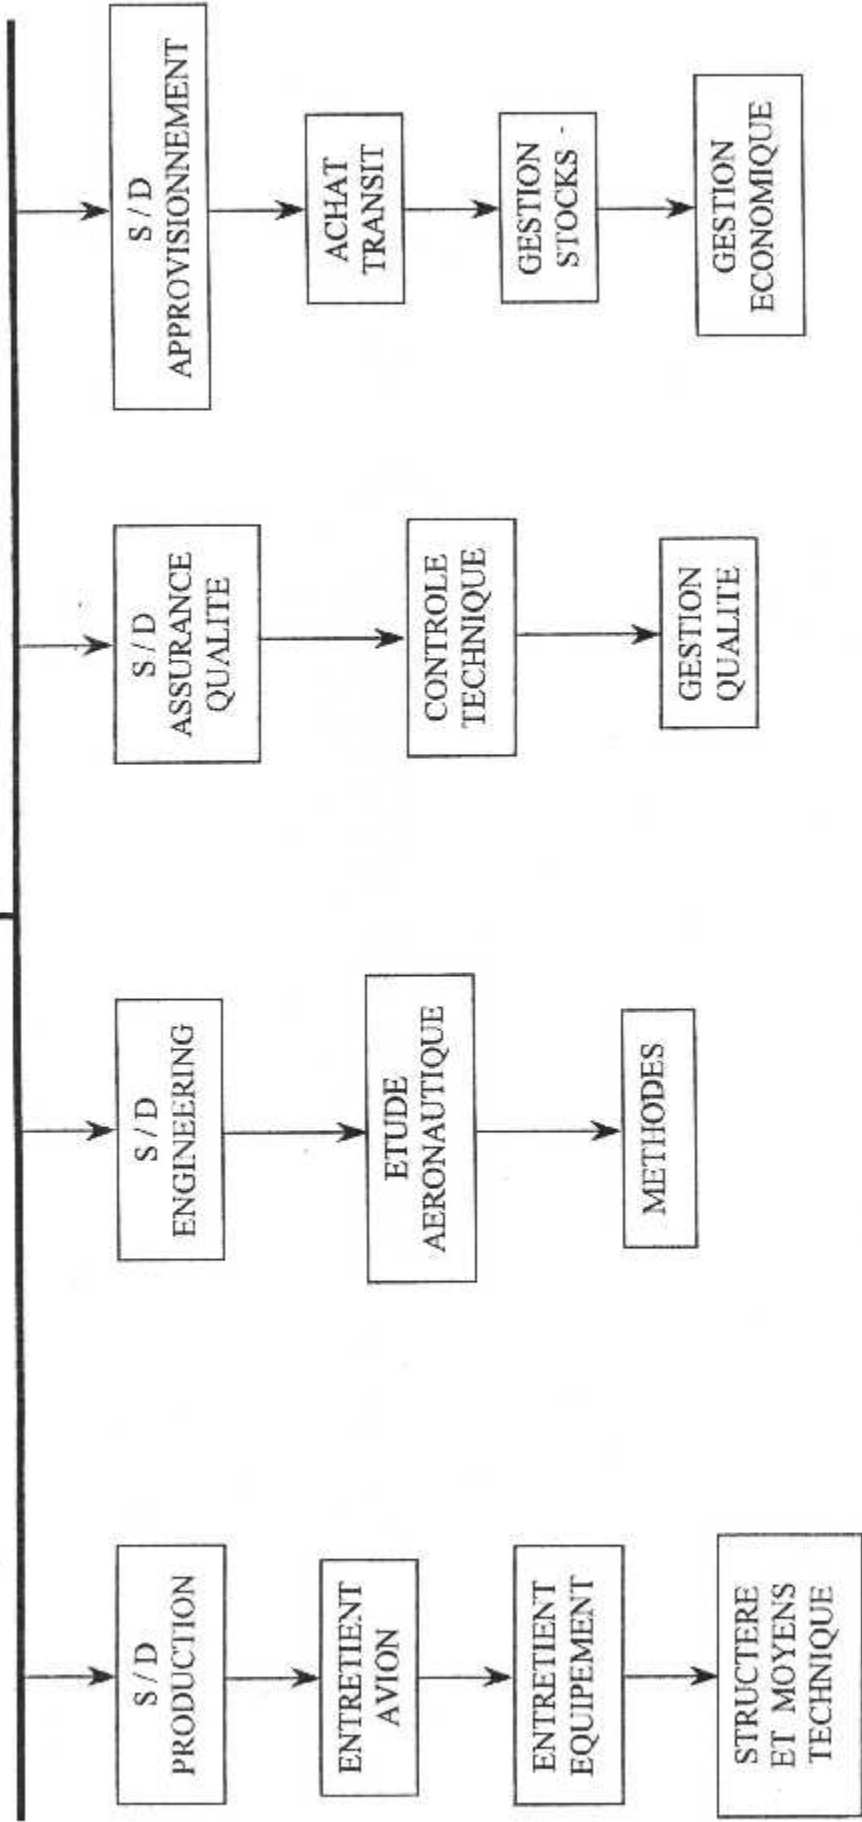 S / D
PRODUCTION
ENTRETIENT
AVION
ENTRETIENT
EQUIPEMENT
STRUCTERE
ET MOYENS
TECHNIQUE
S / D
ENGINEERING
ETUDE
AERONAUTIQUE
METHODES
S / D
ASSURANCE
QUALITE
CONTROLE
TECHNIQUE
GESTION
QUALITE
S / D
APPROVISIONNEMENT
ACHAT
TRANSIT
GESTION
STOCKS -
GESTION
ECONOMIQUE